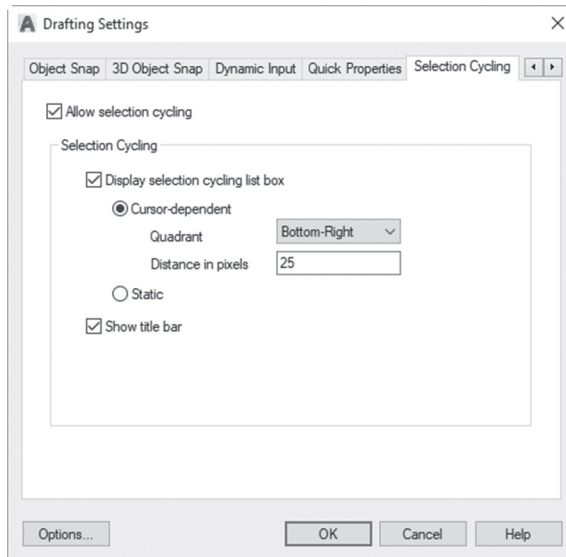 Drafting Settings
Object Snap 3D Object Snap Dynamic Input Quick Properties Selection Cycling
Allow selection cycling
Selection Cycling
Display selection cycling list box
Cursor-dependent
Quadrant Bottom-Right
Distance in pixels 25
Static
Show title bar
Options... OK Cancel Help